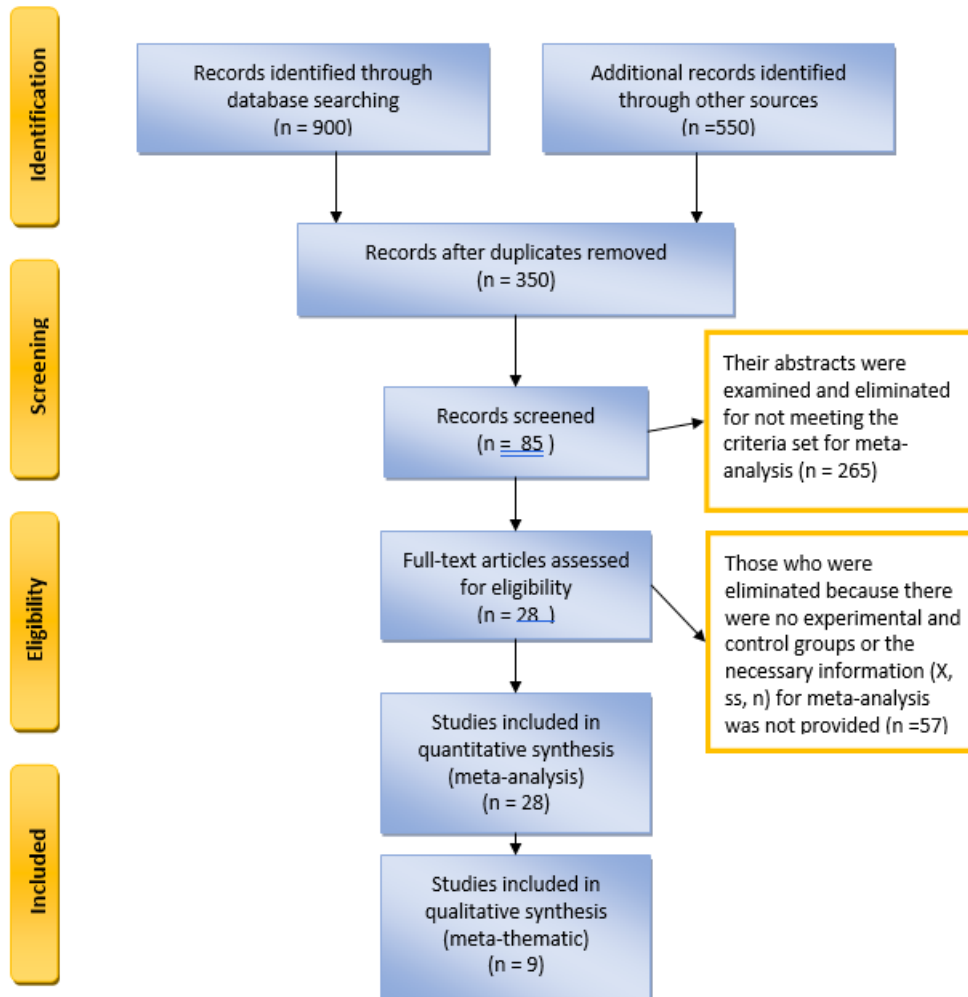 Identification
Records identified through
database searching
(n = 900)
Additional records identified
through other sources
(n =550)
Records after duplicates removed
(n = 350)
Screening
Records screened
(n = 85 )
Their abstracts were
examined and eliminated
for not meeting the
criteria set for meta-
analysis (n = 265)
Eligibility
Full-text articles assessed
for eligibility
(n = 28 )
Those who were
eliminated because there
were no experimental and
control groups or the
necessary information (X,
ss, n) for meta-analysis
was not provided (n =57)
Studies included in
quantitative synthesis
(meta-analysis)
(n = 28)
Included
Studies included in
qualitative synthesis
(meta-thematic)
(n = 9)